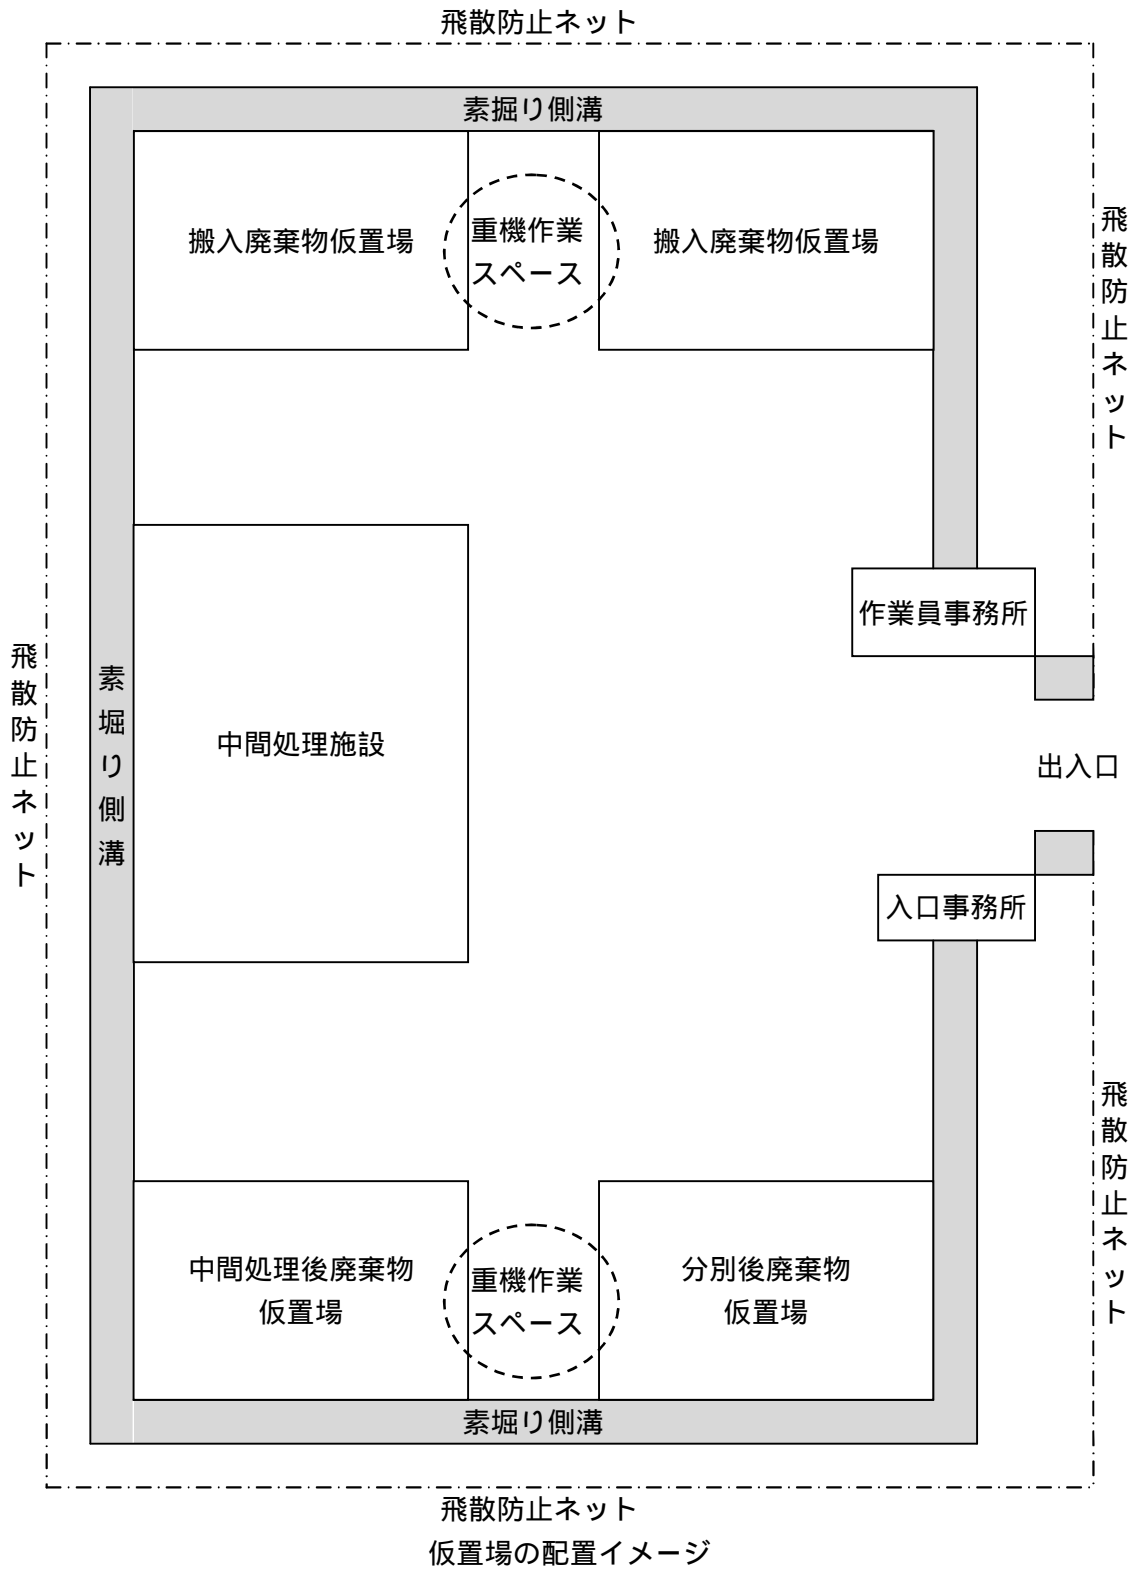 飛散防止ネット
素掘り側溝
搬入廃棄物仮置場
重機作業
スペース
搬入廃棄物仮置場
飛散防止ネット
作業員事務所
飛散防止ネット
素堀り側溝
中間処理施設
出入口
入口事務所
飛散防止ネット
中間処理後廃棄物
仮置場
重機作業
スペース
分別後廃棄物
仮置場
素堀り側溝
飛散防止ネット
仮置場の配置イメージ